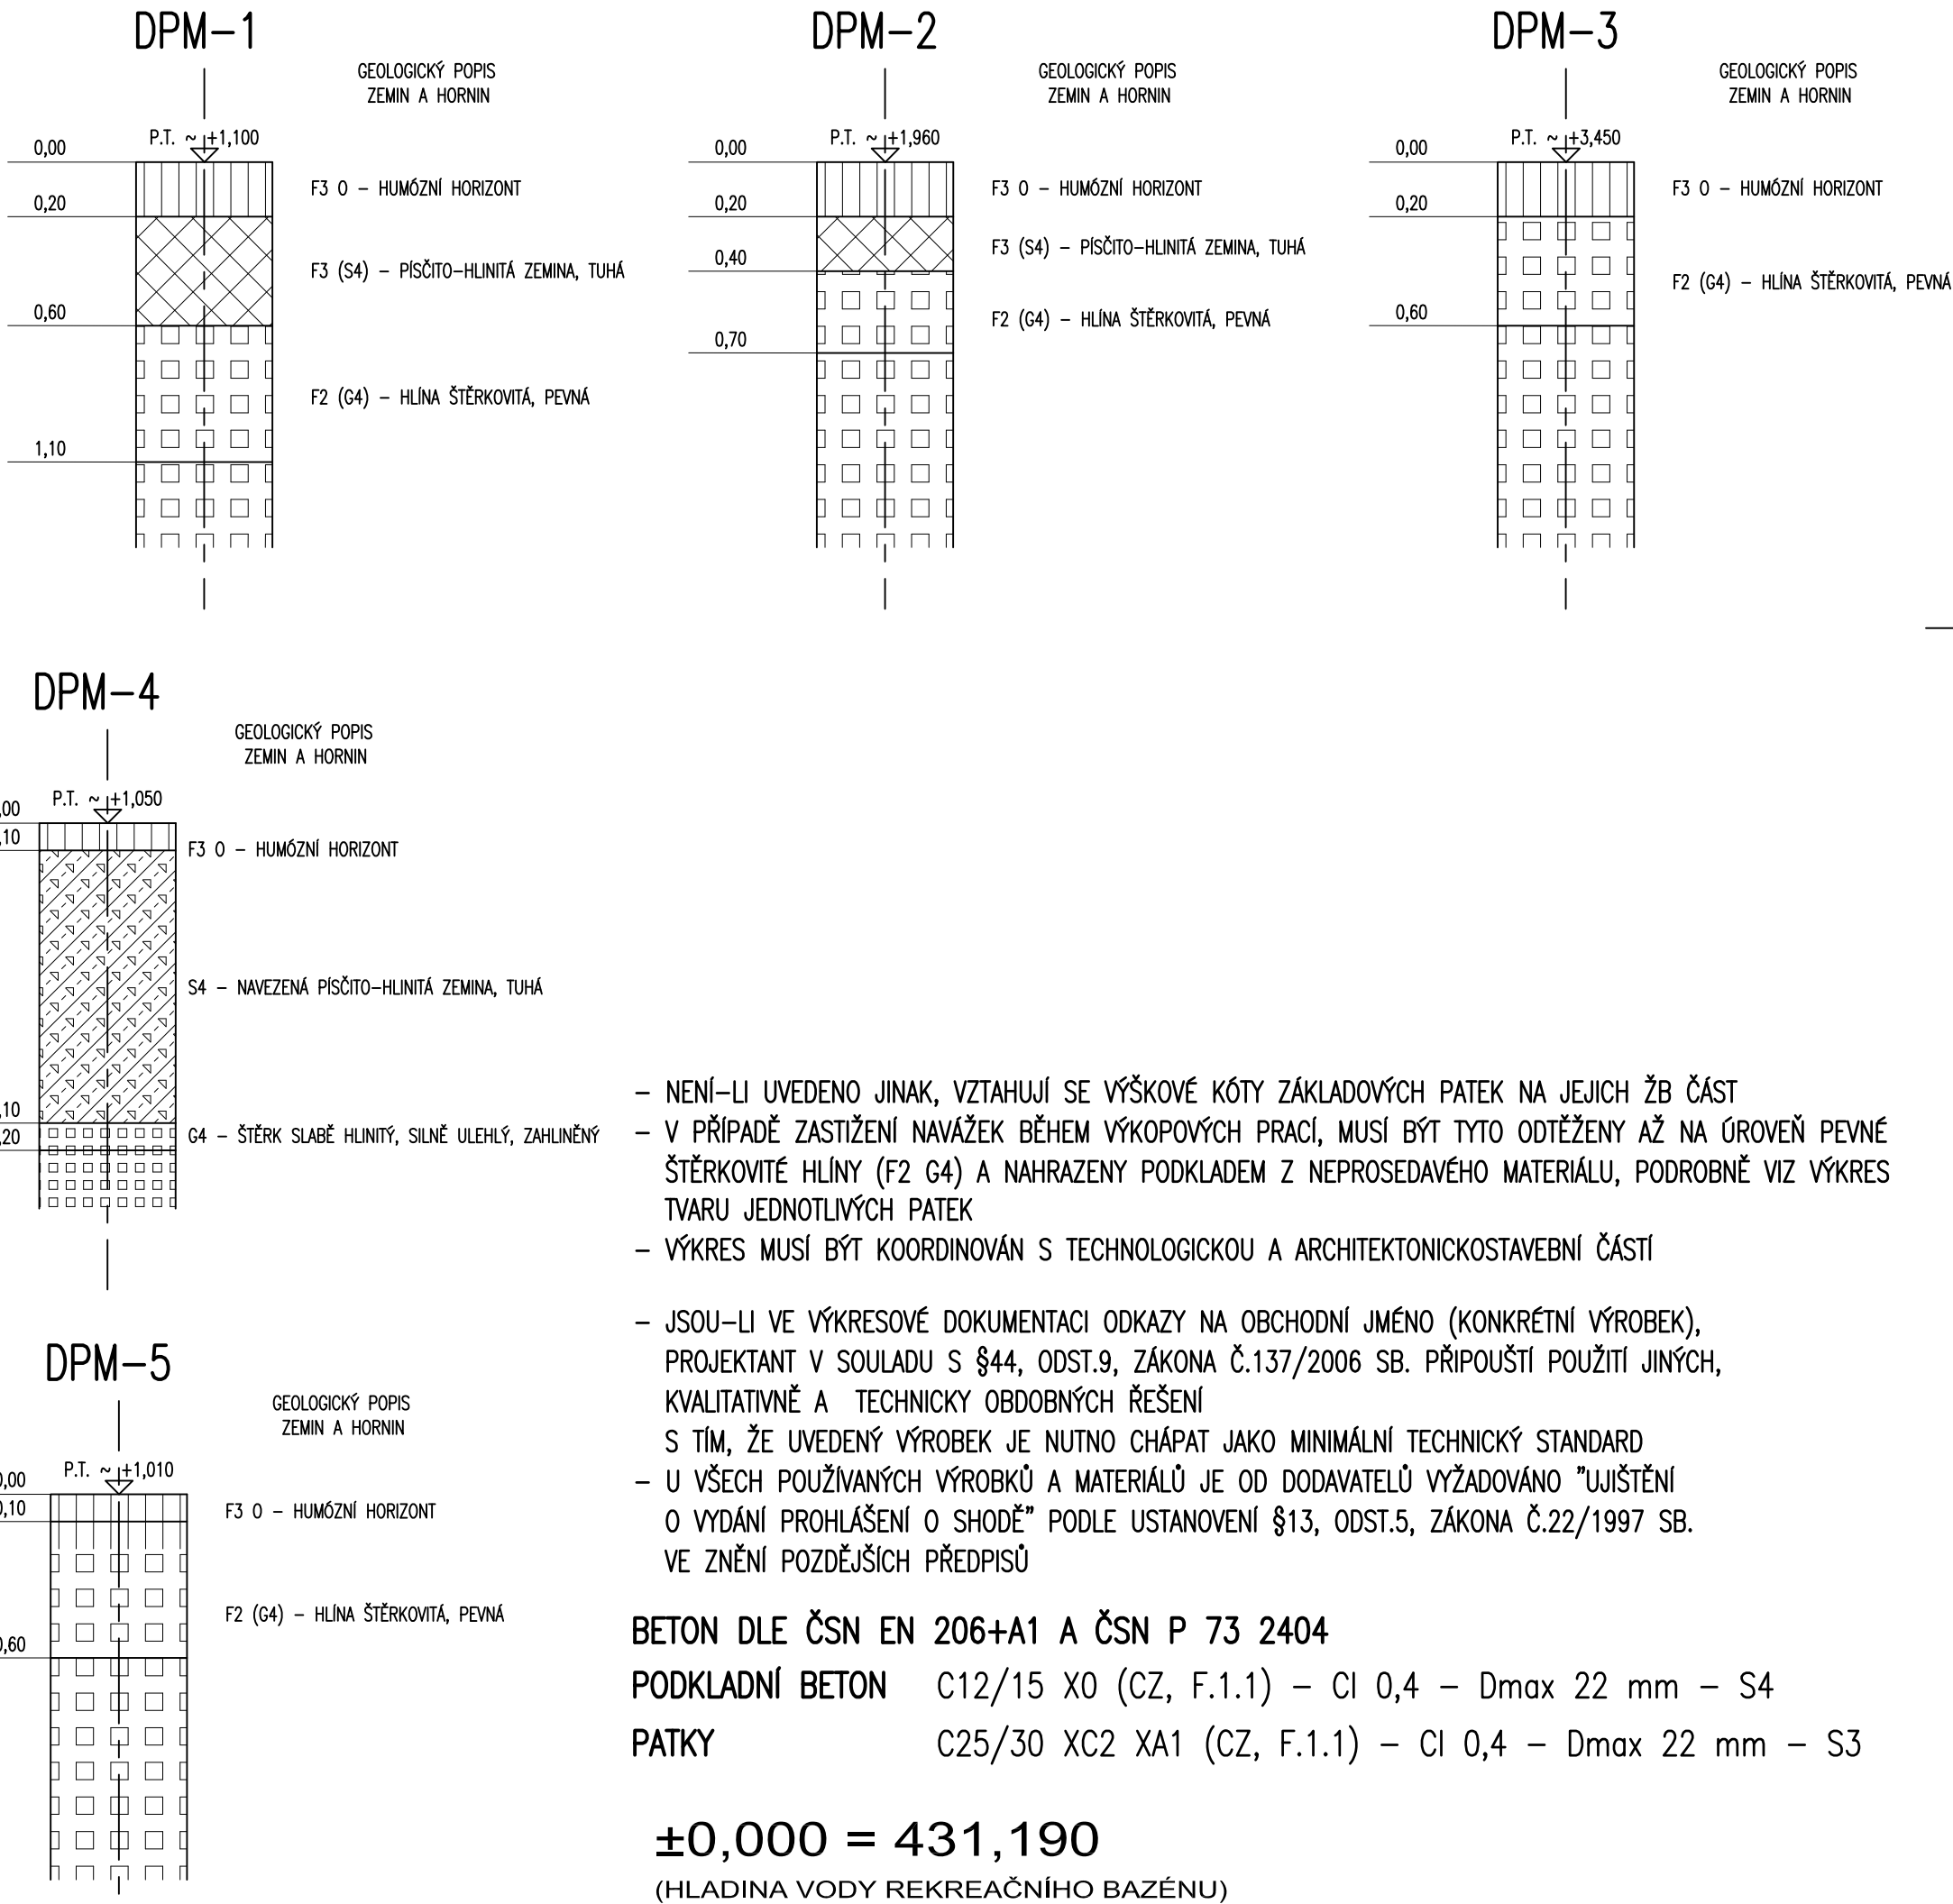 DPM-1
GEOLOGICKÝ POPIS
ZEMIN A HORNIN
P.T. ~ +1,100
0,00
F3 O – HUMÓZNÍ HORIZONT
0,20
F3 (S4) – PÍSČITO-HLINITÁ ZEMINA, TUHÁ
0,60
F2 (G4) – HLÍNA ŠTĚRKOVITÁ, PEVNÁ
1,10
DPM-2
GEOLOGICKÝ POPIS
ZEMIN A HORNIN
P.T. ~ +1,960
0,00
F3 O – HUMÓZNÍ HORIZONT
0,20
F3 (S4) – PÍSČITO-HLINITÁ ZEMINA, TUHÁ
0,40
F2 (G4) – HLÍNA ŠTĚRKOVITÁ, PEVNÁ
0,70
DPM-3
GEOLOGICKÝ POPIS
ZEMIN A HORNIN
P.T. ~ +3,450
0,00
F3 O – HUMÓZNÍ HORIZONT
0,20
F2 (G4) – HLÍNA ŠTĚRKOVITÁ, PEVNÁ
0,60
DPM-4
GEOLOGICKÝ POPIS
ZEMIN A HORNIN
P.T. ~ +1,050
,00
,10
F3 O – HUMÓZNÍ HORIZONT
S4 – NAVEZENÁ PÍSČITO-HLINITÁ ZEMINA, TUHÁ
,10
G4 – ŠTĚRK SLABĚ HLINITÝ, SILNĚ ULEHLÝ, ZAHLINĚNÝ
,20
DPM-5
GEOLOGICKÝ POPIS
ZEMIN A HORNIN
P.T. ~ +1,010
0,00
0,10
F3 O – HUMÓZNÍ HORIZONT
F2 (G4) – HLÍNA ŠTĚRKOVITÁ, PEVNÁ
0,60
– NENÍ-LI UVEDENO JINAK, VZTAHUJÍ SE VÝŠKOVÉ KÓTY ZÁKLADOVÝCH PATEK NA JEJICH ŽB ČÁST
– V PŘÍPADĚ ZASTIŽENÍ NAVÁŽEK BĚHEM VÝKOPOVÝCH PRACÍ, MUSÍ BÝT TYTO ODTĚŽENY AŽ NA ÚROVEŇ PEVNÉ
ŠTĚRKOVITÉ HLÍNY (F2 G4) A NAHRAZENY PODKLADEM Z NEPROSEDAVÉHO MATERIÁLU, PODROBNĚ VIZ VÝKRES
TVARU JEDNOTLIVÝCH PATEK
– VÝKRES MUSÍ BÝT KOORDINOVÁN S TECHNOLOGICKOU A ARCHITEKTONICKOSTAVEBNÍ ČÁSTÍ
– JSOU-LI VE VÝKRESOVÉ DOKUMENTACI ODKAZY NA OBCHODNÍ JMÉNO (KONKRÉTNÍ VÝROBEK),
PROJEKTANT V SOULADU S §44, ODST.9, ZÁKONA Č.137/2006 SB. PŘIPOUŠTÍ POUŽITÍ JINÝCH,
KVALITATIVNĚ A TECHNICKY OBDOBNÝCH ŘEŠENÍ
S TÍM, ŽE UVEDENÝ VÝROBEK JE NUTNO CHÁPAT JAKO MINIMÁLNÍ TECHNICKÝ STANDARD
– U VŠECH POUŽÍVANÝCH VÝROBKŮ A MATERIÁLŮ JE OD DODAVATELŮ VYŽADOVÁNO "UJIŠTĚNÍ
O VYDÁNÍ PROHLÁŠENÍ O SHODĚ" PODLE USTANOVENÍ §13, ODST.5, ZÁKONA Č.22/1997 SB.
VE ZNĚNÍ POZDĚJŠÍCH PŘEDPISŮ
BETON DLE ČSN EN 206+A1 A ČSN P 73 2404
PODKLADNÍ BETON C12/15 X0 (CZ, F.1.1) – Cl 0,4 – Dmax 22 mm – S4
PATKY C25/30 XC2 XA1 (CZ, F.1.1) – Cl 0,4 – Dmax 22 mm – S3
±0,000 = 431,190
(HLADINA VODY REKREAČNÍHO BAZÉNU)